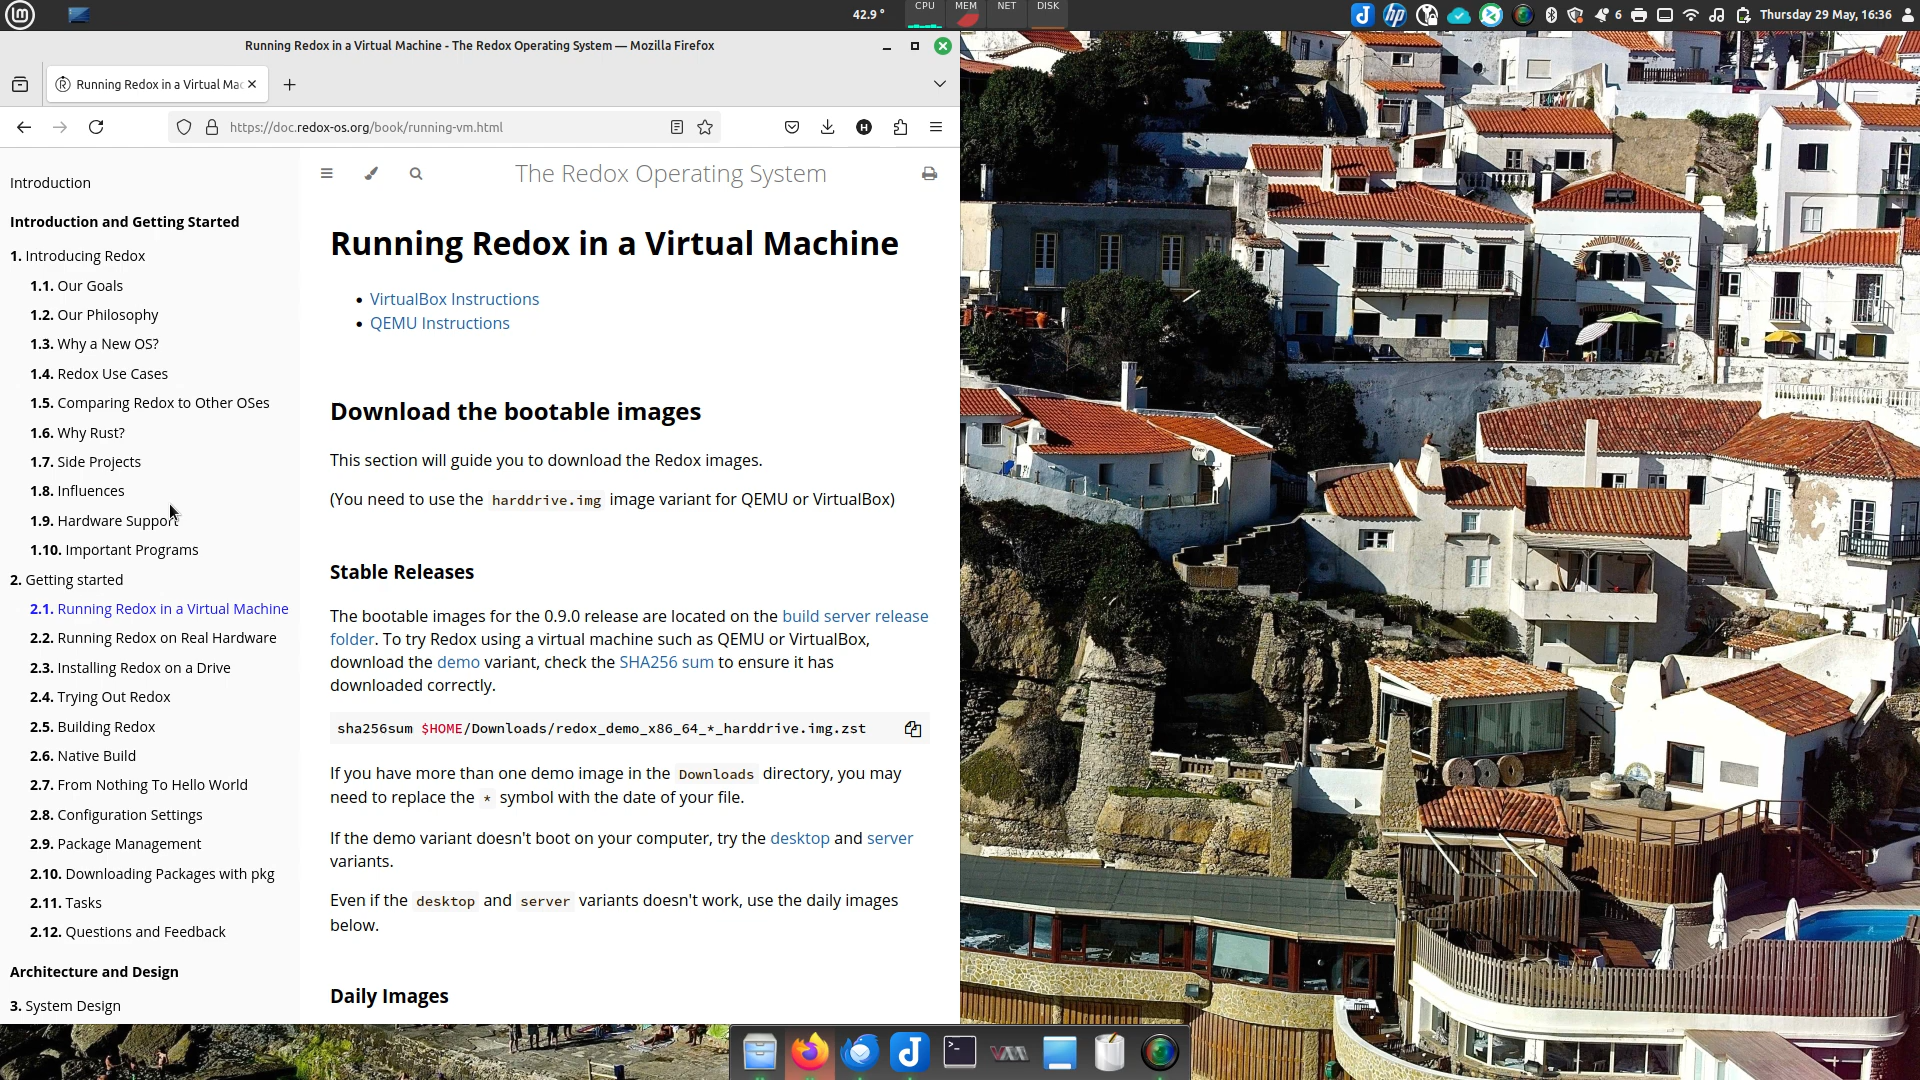 42.9 °
CPU
MEM
NET
DISK
6
Thursday 29 May, 16:36
Running Redox in a Virtual Machine - The Redox Operating System — Mozilla Firefox
Running Redox in a Virtual Mac
https://doc.redox-os.org/book/running-vm.html
H
Introduction
Introduction and Getting Started
1. Introducing Redox
1.1. Our Goals
1.2. Our Philosophy
1.3. Why a New OS?
1.4. Redox Use Cases
1.5. Comparing Redox to Other OSes
1.6. Why Rust?
1.7. Side Projects
1.8. Influences
1.9. Hardware Support
1.10. Important Programs
2. Getting started
2.1. Running Redox in a Virtual Machine
2.2. Running Redox on Real Hardware
2.3. Installing Redox on a Drive
2.4. Trying Out Redox
2.5. Building Redox
2.6. Native Build
2.7. From Nothing To Hello World
2.8. Configuration Settings
2.9. Package Management
2.10. Downloading Packages with pkg
2.11. Tasks
2.12. Questions and Feedback
Architecture and Design
3. System Design
The Redox Operating System
Running Redox in a Virtual Machine
• VirtualBox Instructions
• QEMU Instructions
Download the bootable images
This section will guide you to download the Redox images.
(You need to use the harddrive.img image variant for QEMU or VirtualBox)
Stable Releases
The bootable images for the 0.9.0 release are located on the build server release
folder. To try Redox using a virtual machine such as QEMU or VirtualBox,
download the demo variant, check the SHA256 sum to ensure it has
downloaded correctly.
sha256sum $HOME/Downloads/redox_demo_x86_64_*_harddrive.img.zst
If you have more than one demo image in the Downloads directory, you may
need to replace the * symbol with the date of your file.
If the demo variant doesn't boot on your computer, try the desktop and server
variants.
Even if the desktop and server variants doesn't work, use the daily images
below.
Daily Images